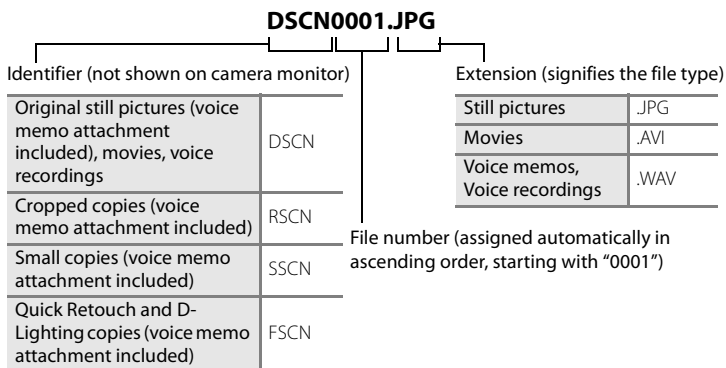 DSCN0001.JPG
Identifier (not shown on camera monitor)
Original still pictures (voice
memo attachment
included), movies, voice
recordings
DSCN
Cropped copies (voice
memo attachment included)
RSCN
Small copies (voice memo
attachment included)
SSCN
Quick Retouch and D-
Lighting copies (voice memo
attachment included)
FSCN
Extension (signifies the file type)
Still pictures
.JPG
Movies
.AVI
Voice memos,
Voice recordings
.WAV
File number (assigned automatically in
ascending order, starting with “0001”)